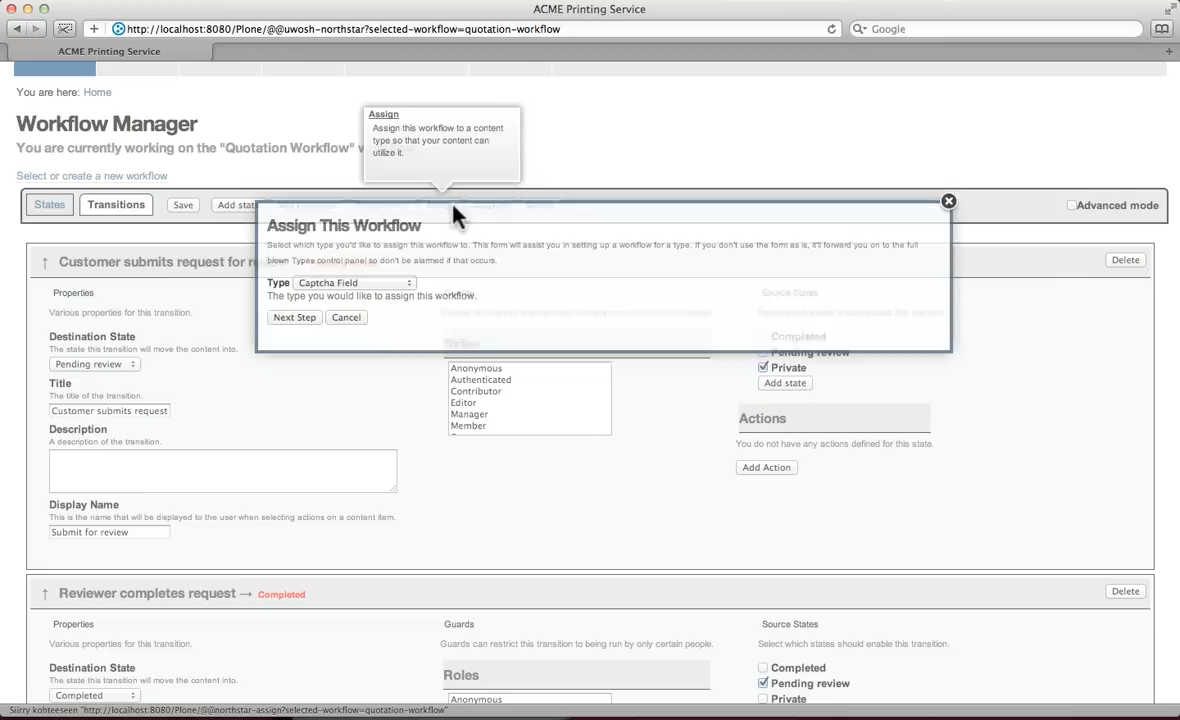 ACME Printing Service
http://localhost:8080/Plone/@@uwosh-northstar?selected-workflow=quotation-workflow
Google
ACME Printing Service
You are here: Home
Workflow Manager
You are currently working on the "Quotation Workflow" w
Select or create a new workflow
Assign
Assign this workflow to a content
type so that your content can
utilize it.
States
Transitions
Save
Add stat
Advanced mode
Assign This Workflow
Select which type you'd like to assign this workflow to. This form will assist you in setting up a workflow for a type. If you don't use the form as is, it'll forward you on to the full
blown Types control panel so don't be alarmed if that occurs.
Type Captcha Field
The type you would like to assign this workflow.
Next Step
Cancel
↑ Customer submits request for r
Delete
Properties
Various properties for this transition.
Destination State
The state this transition will move the content into.
Pending review
Title
The title of the transition.
Customer submits request
Description
A description of the transition.
Display Name
This is the name that will be displayed to the user when selecting actions on a content item.
Submit for review
Anonymous
Authenticated
Contributor
Editor
Manager
Member
Source States
Completed
Pending review
Private
Add state
Actions
You do not have any actions defined for this state.
Add Action
↑ Reviewer completes request → Completed
Delete
Properties
Various properties for this transition.
Destination State
The state this transition will move the content into.
Completed
Guards
Guards can restrict this transition to being run by only certain people.
Roles
Anonymous
Source States
Select which states should enable this transition.
Completed
Pending review
Private
Siirry kohteeseen "http://localhost:8080/Plone/@@northstar-assign?selected-workflow=quotation-workflow"